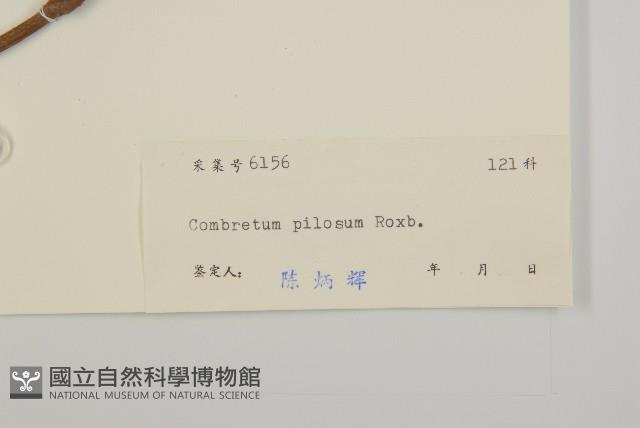 采集号 6156 121 科
Combretum pilosum Roxb.
鉴定人: 陈炳辉 年 月 日
國立自然科學博物館
NATIONAL MUSEUM OF NATURAL SCIENCE